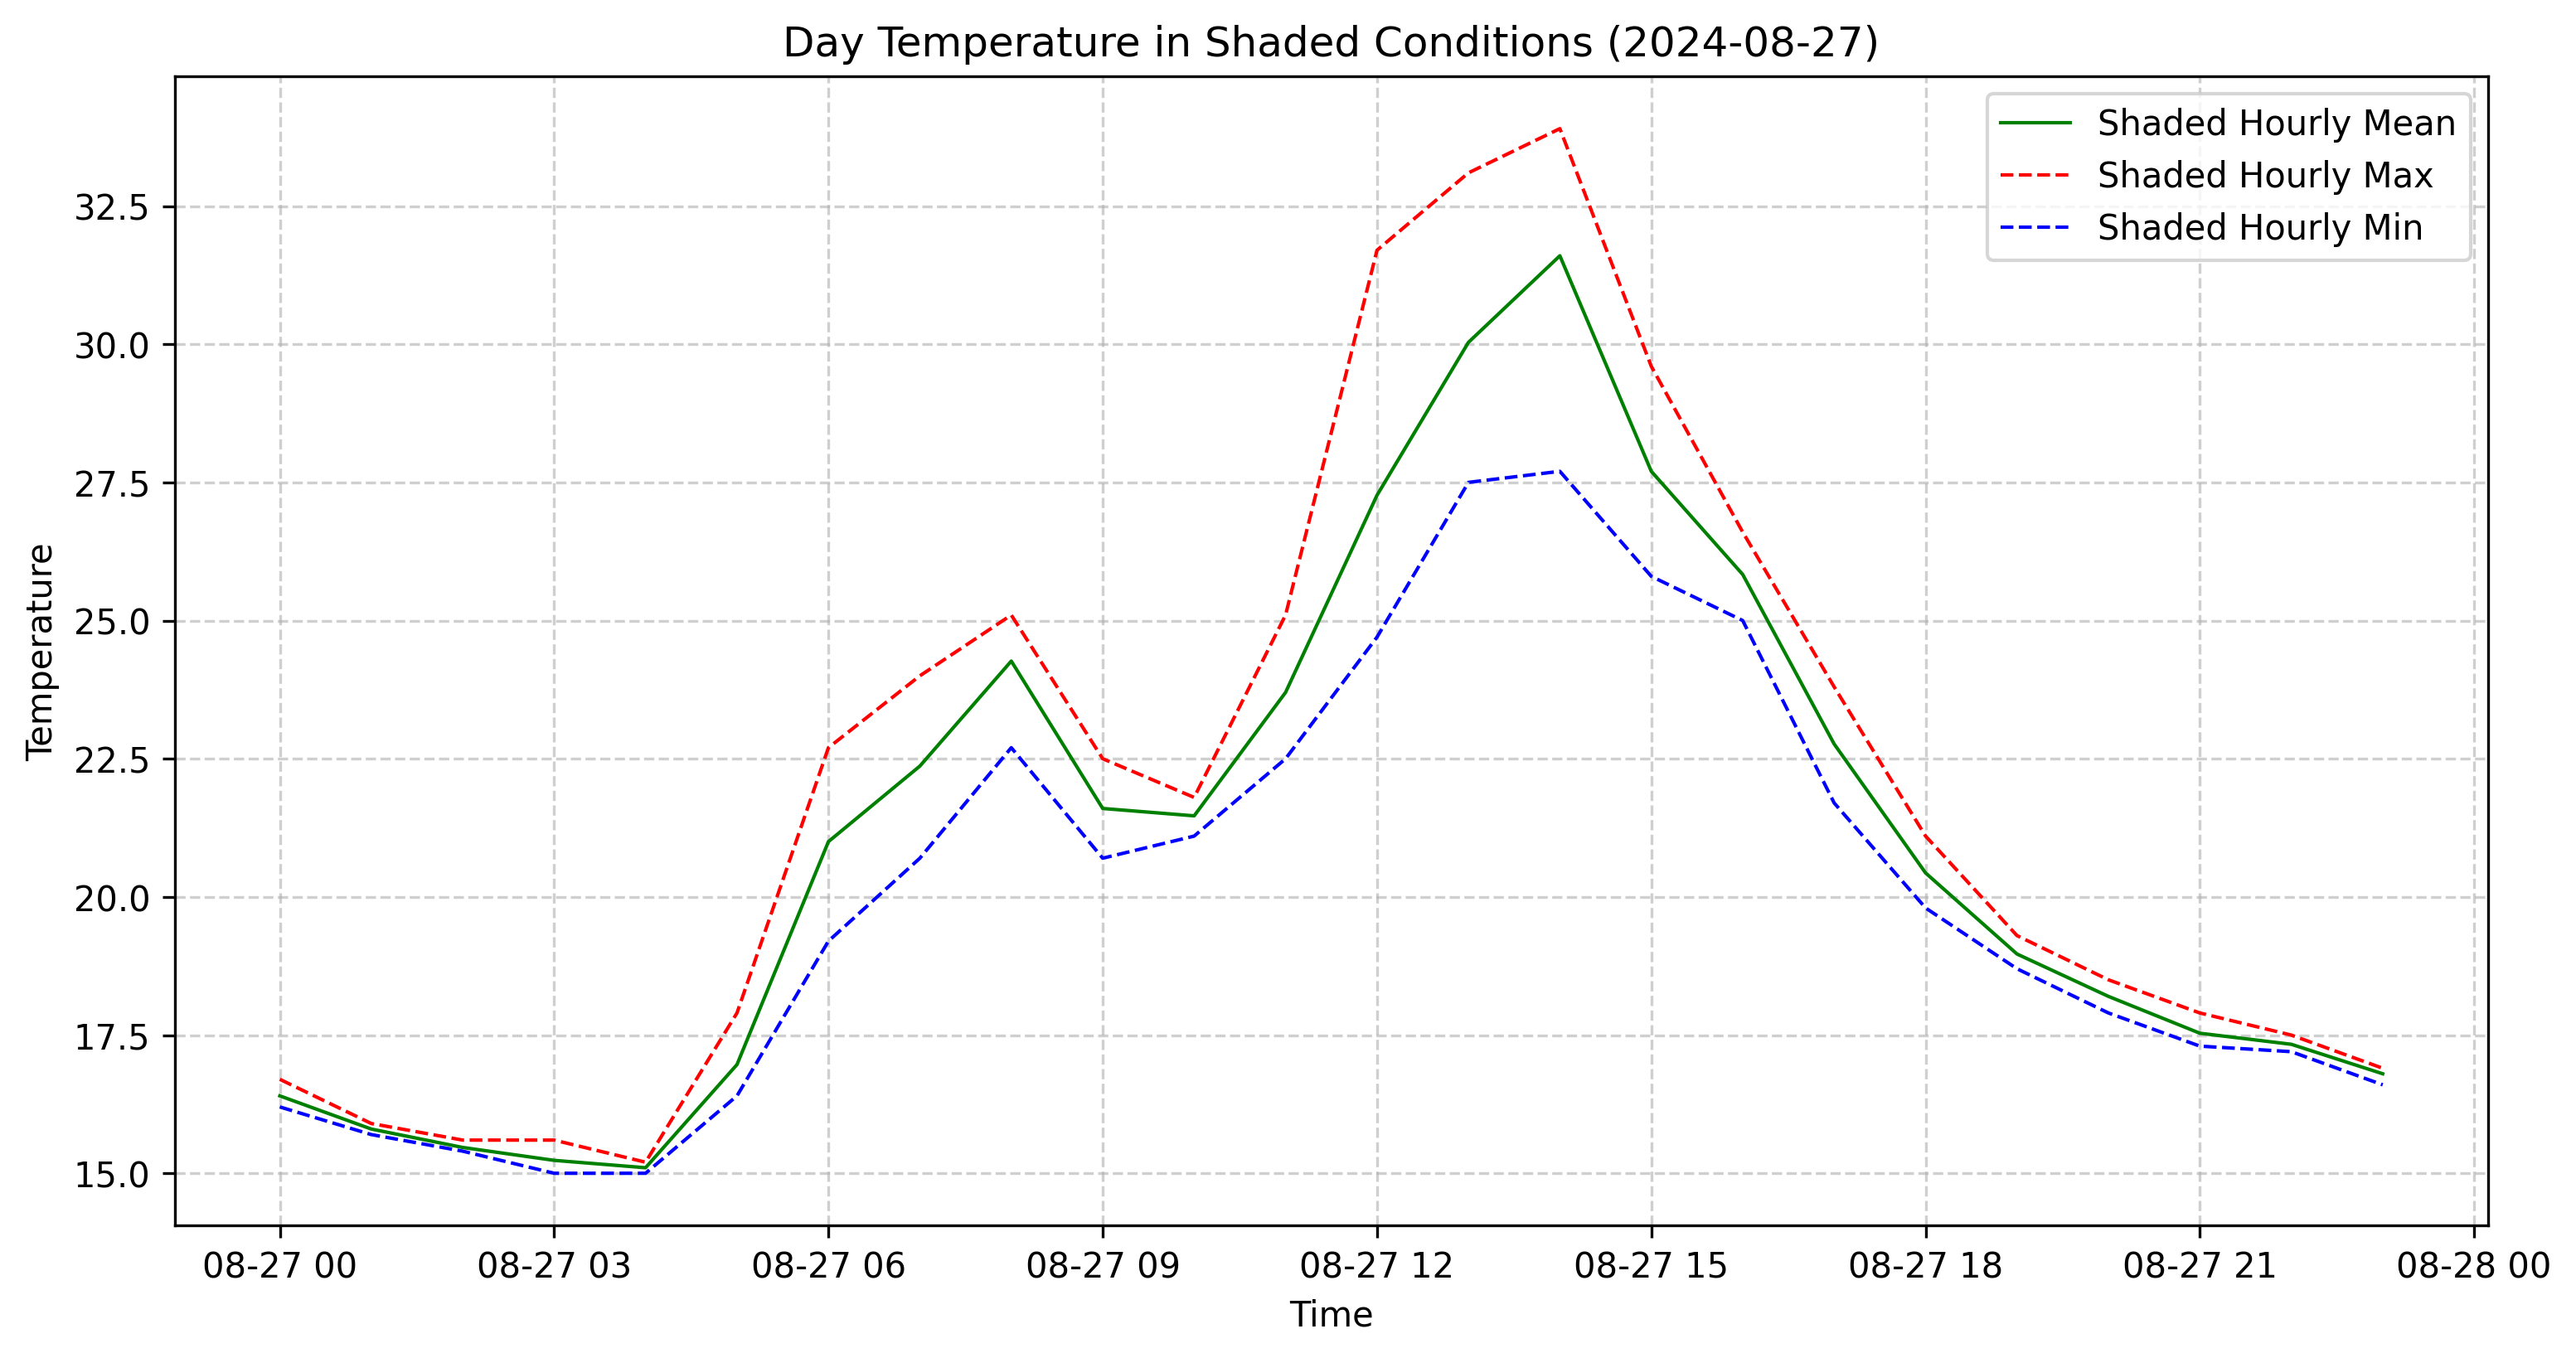 Day Temperature in Shaded Conditions (2024-08-27)
Shaded Hourly Mean
Shaded Hourly Max
Shaded Hourly Min
32.5
30.0
27.5
25.0
22.5
20.0
17.5
15.0
Temperature
08-27 00 08-27 03 08-27 06 08-27 09 08-27 12 08-27 15 08-27 18 08-27 21 08-28 00
Time